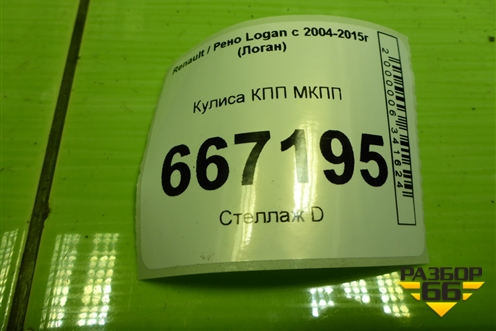 Renault / Рено Logan с 2004-2015г
(Логан)
Кулиса КПП МКПП
667195
Стеллаж D
2000006341624
РАЗБОР
66